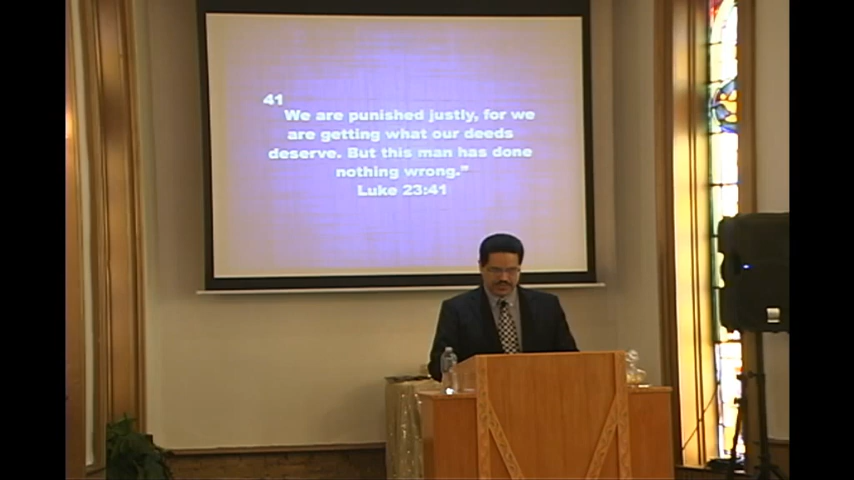 41
We are punished justly, for we
are getting what our deeds
deserve. But this man has done
nothing wrong.”
Luke 23:41